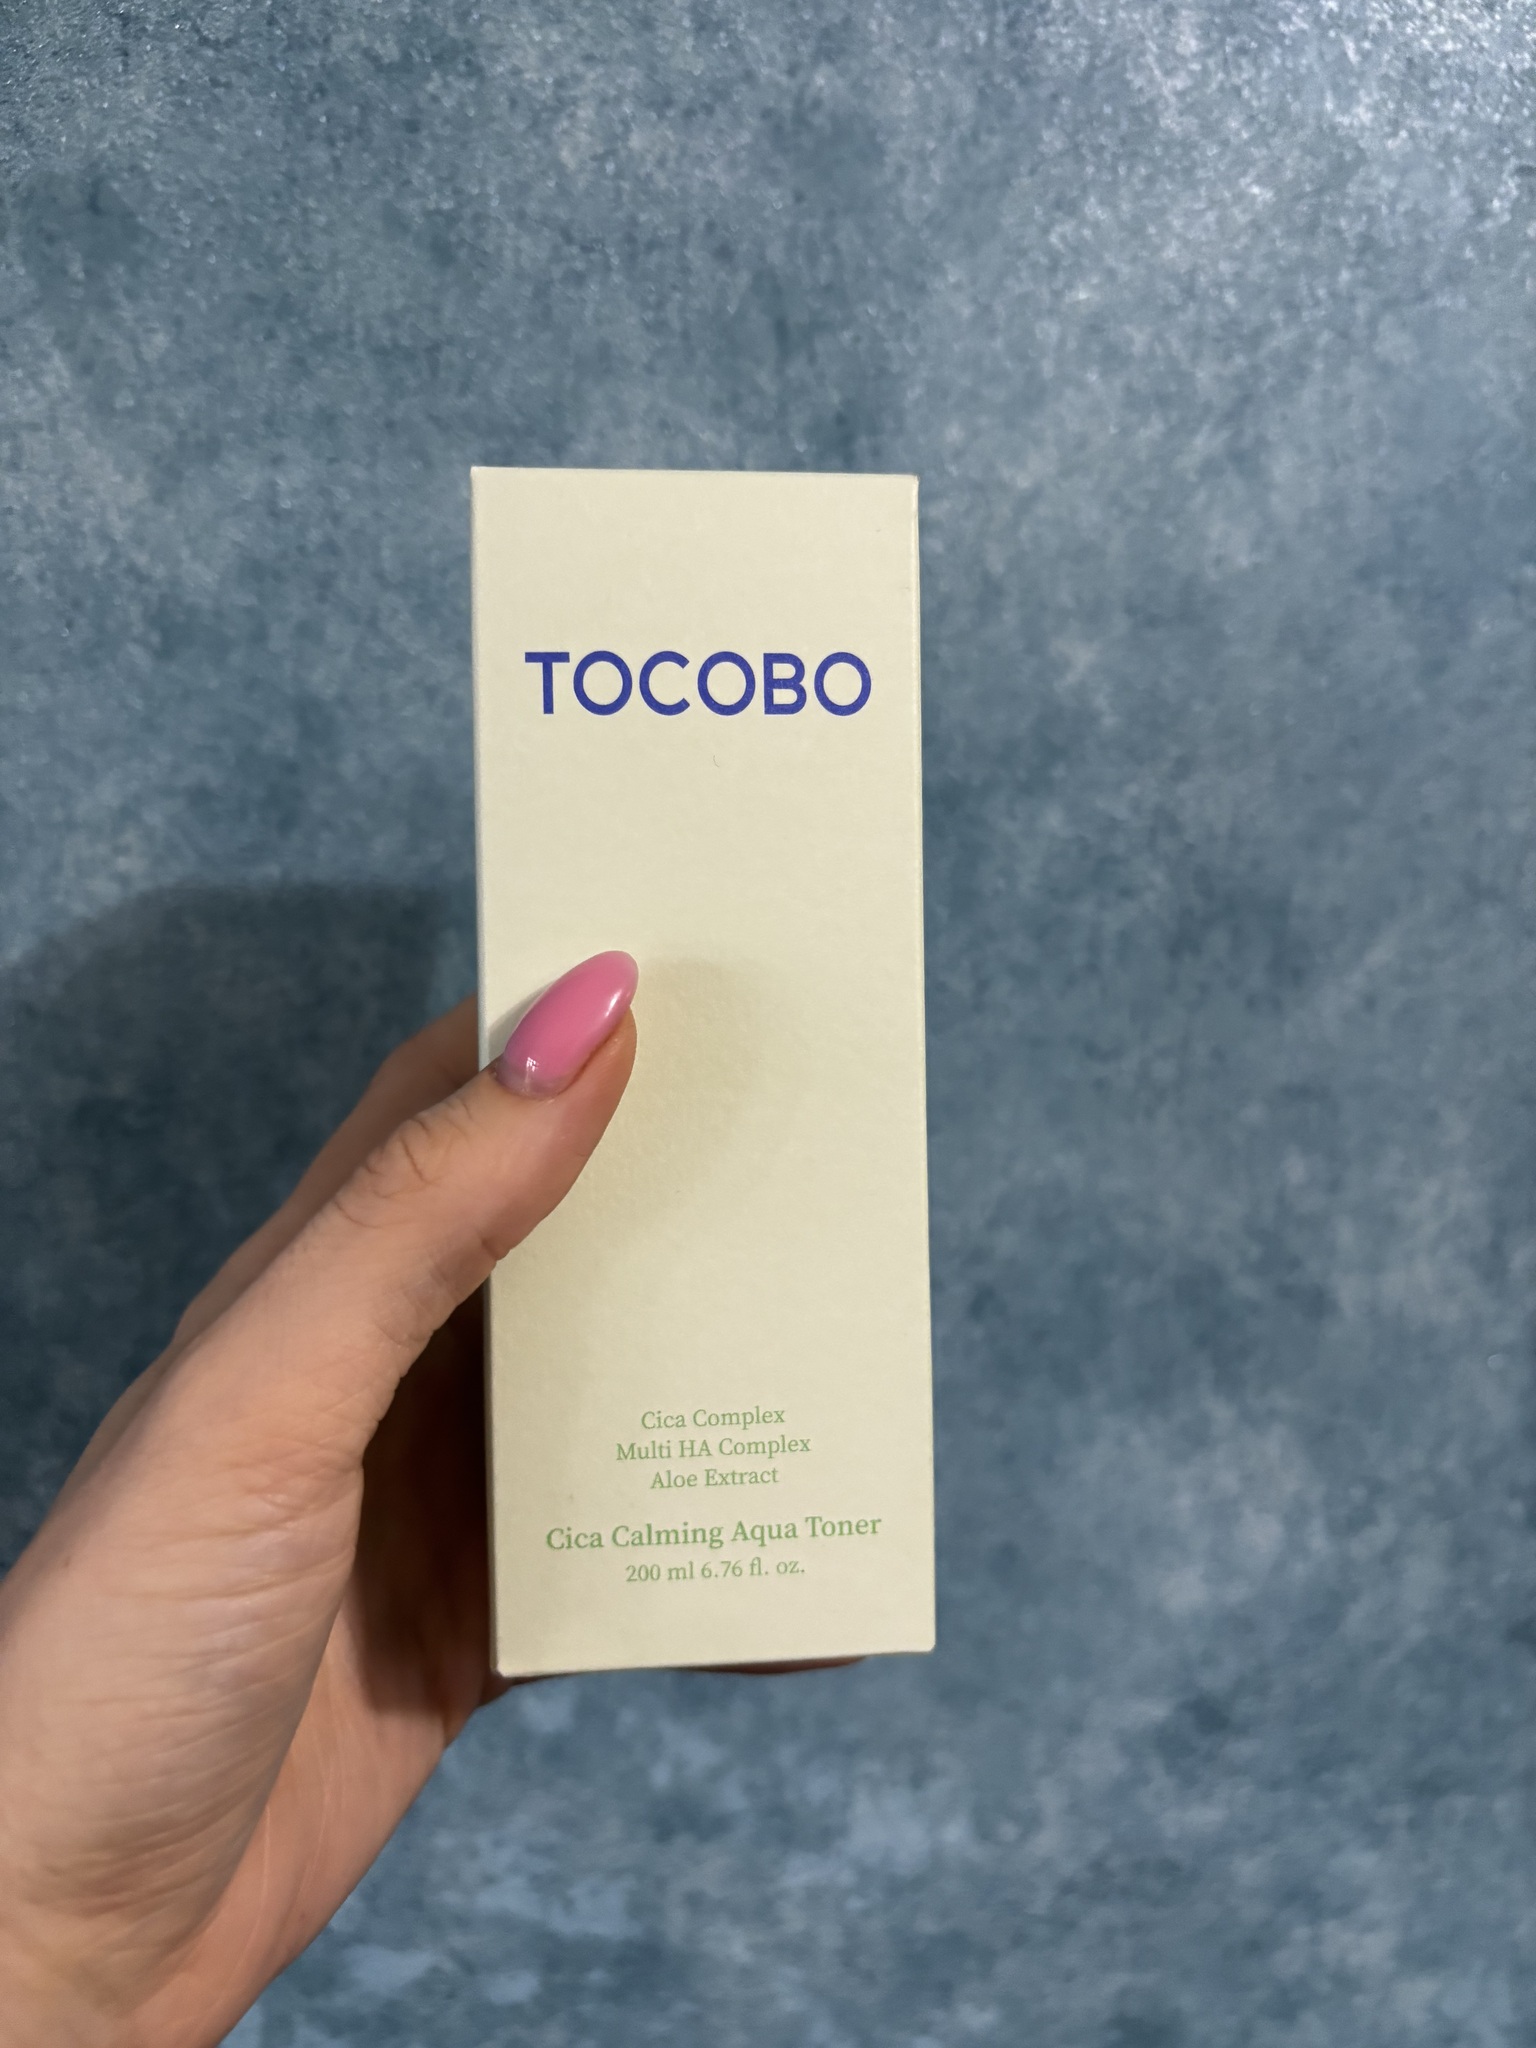 TOCOBO
Cica Complex
Multi HA Complex
Aloe Extract
Cica Calming Aqua Toner
200 ml 6.76 fl. oz.